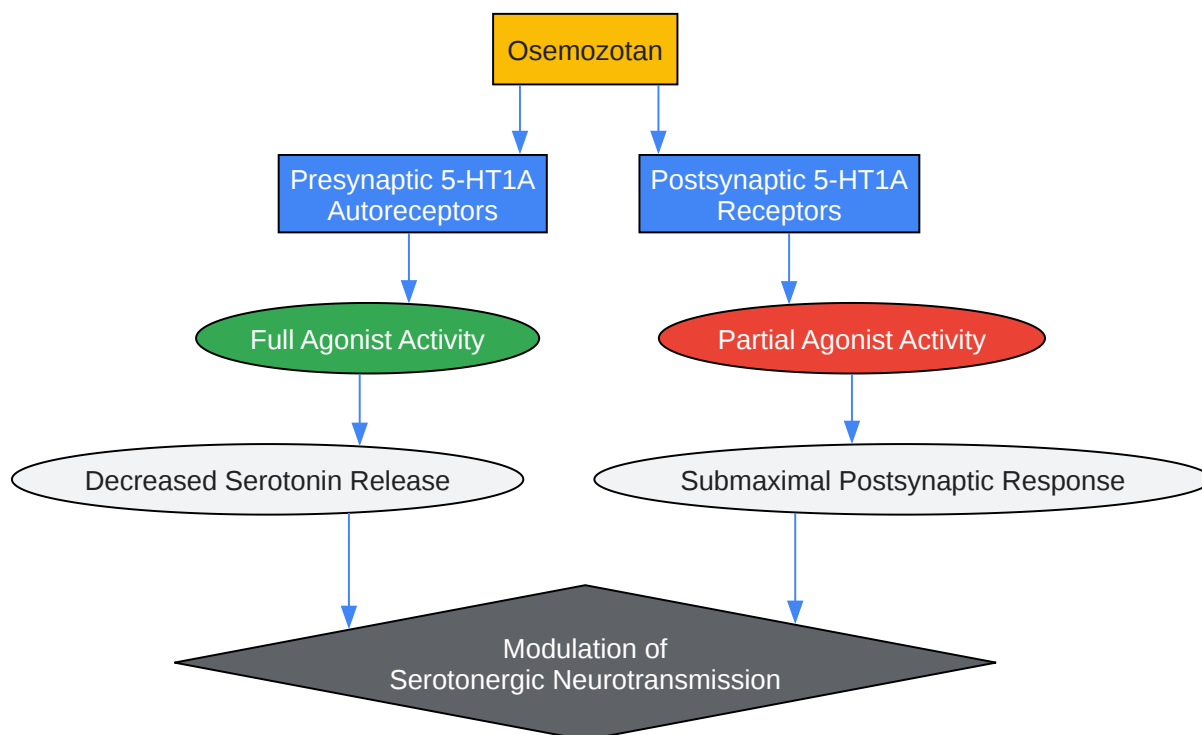 Osemozotan
Presynaptic 5-HT1A
Autoreceptors
Postsynaptic 5-HT1A
Receptors
Full Agonist Activity
Partial Agonist Activity
Decreased Serotonin Release
Submaximal Postsynaptic Response
Modulation of
Serotonergic Neurotransmission